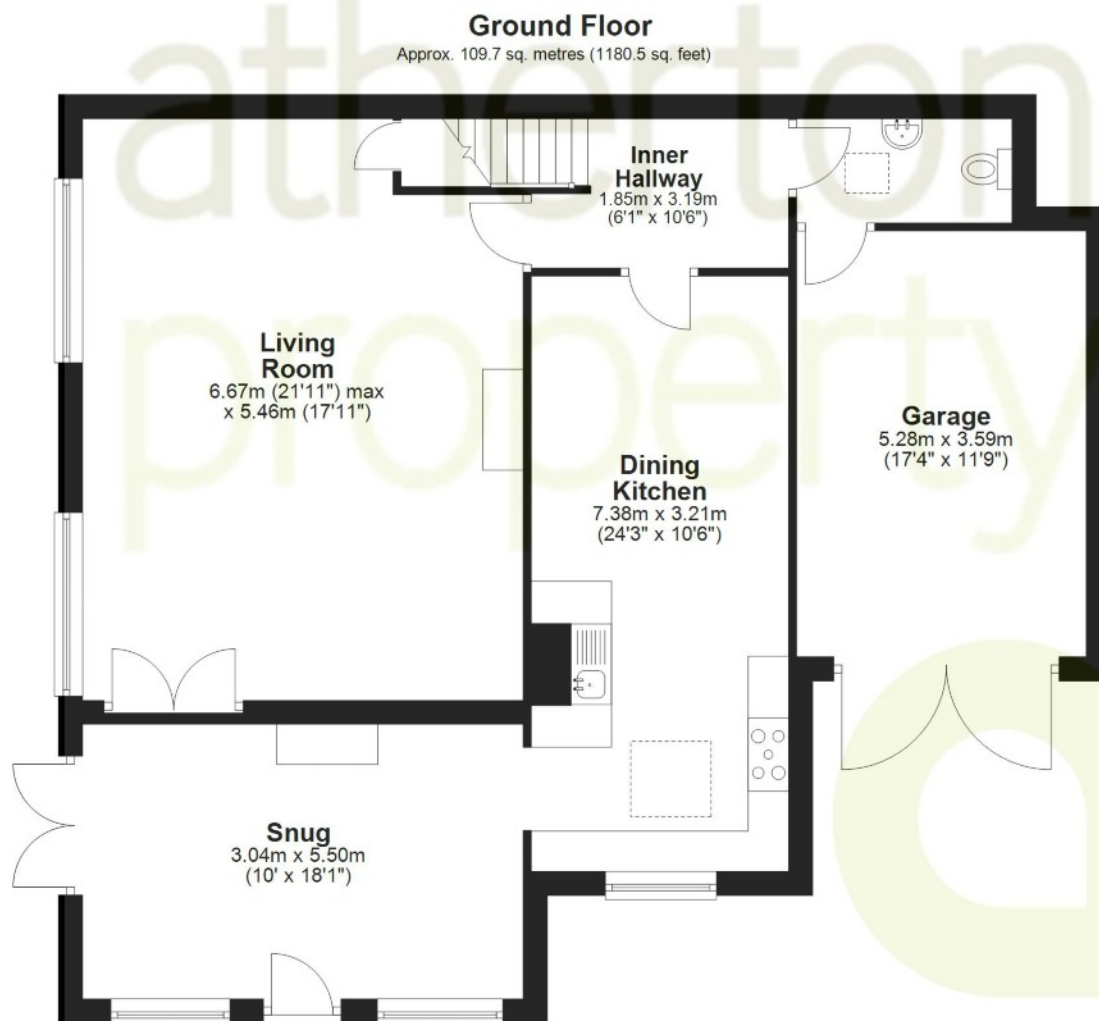 Ground Floor
Approx. 109.7 sq. metres (1180.5 sq. feet)
atherton
property
Inner
Hallway
1.85m x 3.19m
(6'1" x 10'6")
Living
Room
6.67m (21'11") max
x 5.46m (17'11")
Garage
5.28m x 3.59m
(17'4" x 11'9")
Dining
Kitchen
7.38m x 3.21m
(24'3" x 10'6")
Snug
3.04m x 5.50m
(10' x 18'1")